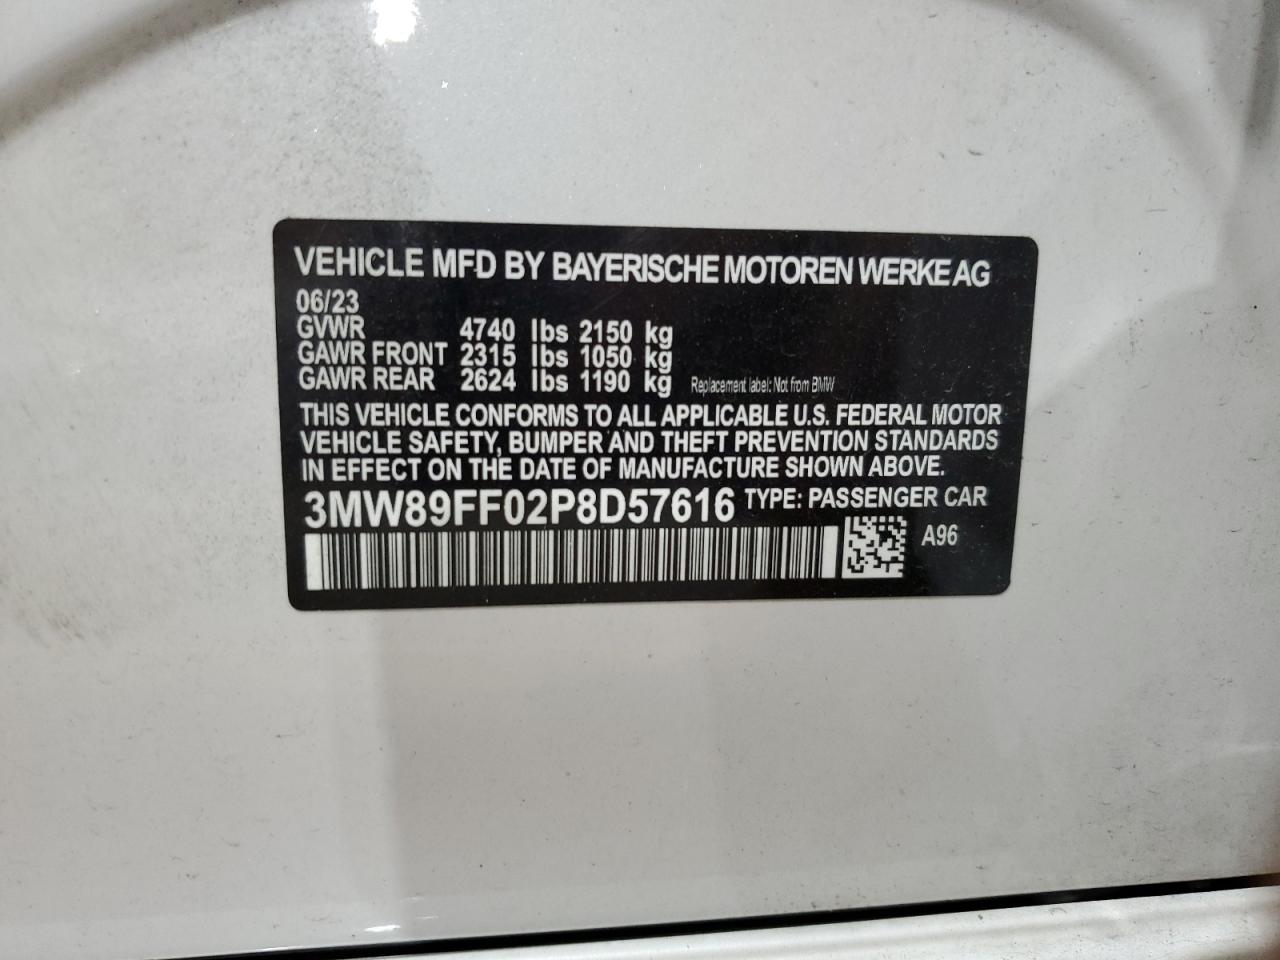 VEHICLE MFD BY BAYERISCHE MOTOREN WERKE AG
06/23
GVWR 4740 lbs 2150 kg
GAWR FRONT 2315 lbs 1050 kg
GAWR REAR 2624 lbs 1190 kg Replacement label: Not from BMW
THIS VEHICLE CONFORMS TO ALL APPLICABLE U.S. FEDERAL MOTOR
VEHICLE SAFETY, BUMPER AND THEFT PREVENTION STANDARDS
IN EFFECT ON THE DATE OF MANUFACTURE SHOWN ABOVE.
3MW89FF02P8D57616 TYPE: PASSENGER CAR
A96